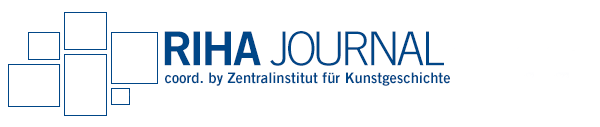 RIHA JOURNAL
coord. by Zentralinstitut für Kunstgeschichte